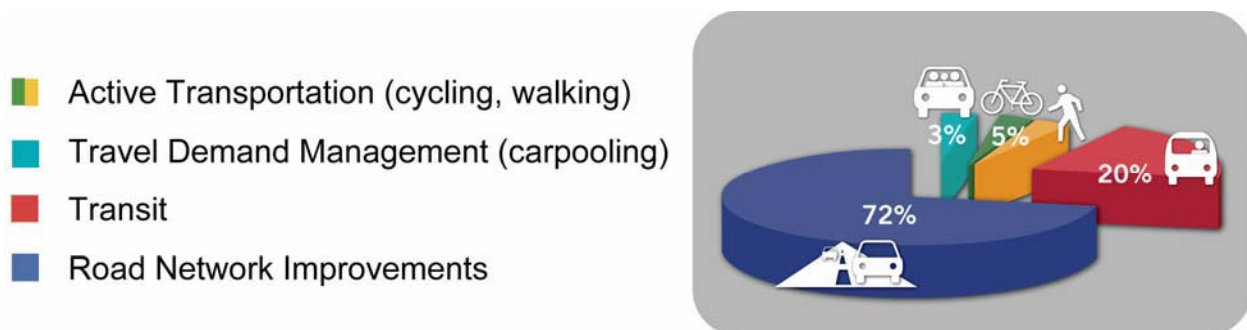 Active Transportation (cycling, walking)
Travel Demand Management (carpooling)
Transit
Road Network Improvements
3%
5%
20%
72%